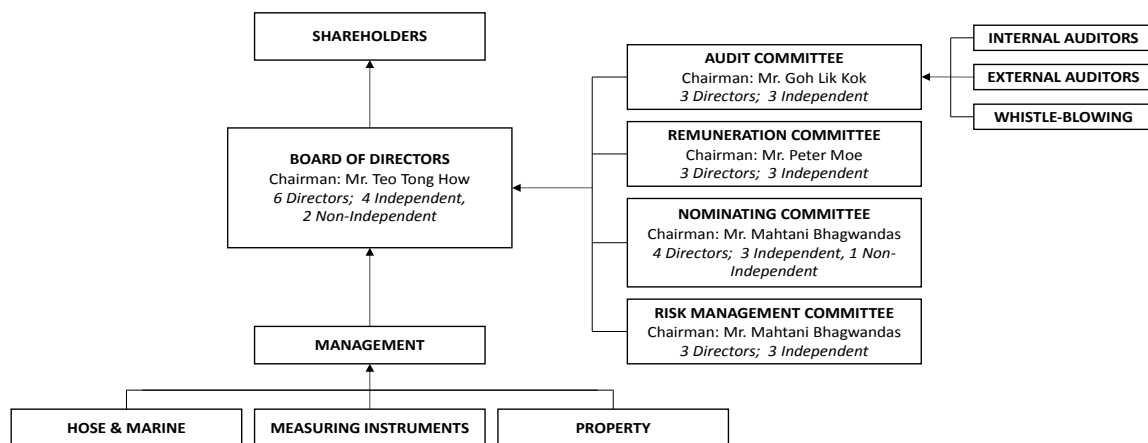 SHAREHOLDERS
BOARD OF DIRECTORS
Chairman: Mr. Teo Tong How
6 Directors; 4 Independent,
2 Non-Independent
MANAGEMENT
HOSE & MARINE
MEASURING INSTRUMENTS
PROPERTY
AUDIT COMMITTEE
Chairman: Mr. Goh Lik Kok
3 Directors; 3 Independent
REMUNERATION COMMITTEE
Chairman: Mr. Peter Moe
3 Directors; 3 Independent
NOMINATING COMMITTEE
Chairman: Mr. Mahtani Bhagwandas
4 Directors; 3 Independent, 1 Non-
Independent
RISK MANAGEMENT COMMITTEE
Chairman: Mr. Mahtani Bhagwandas
3 Directors; 3 Independent
INTERNAL AUDITORS
EXTERNAL AUDITORS
WHISTLE-BLOWING